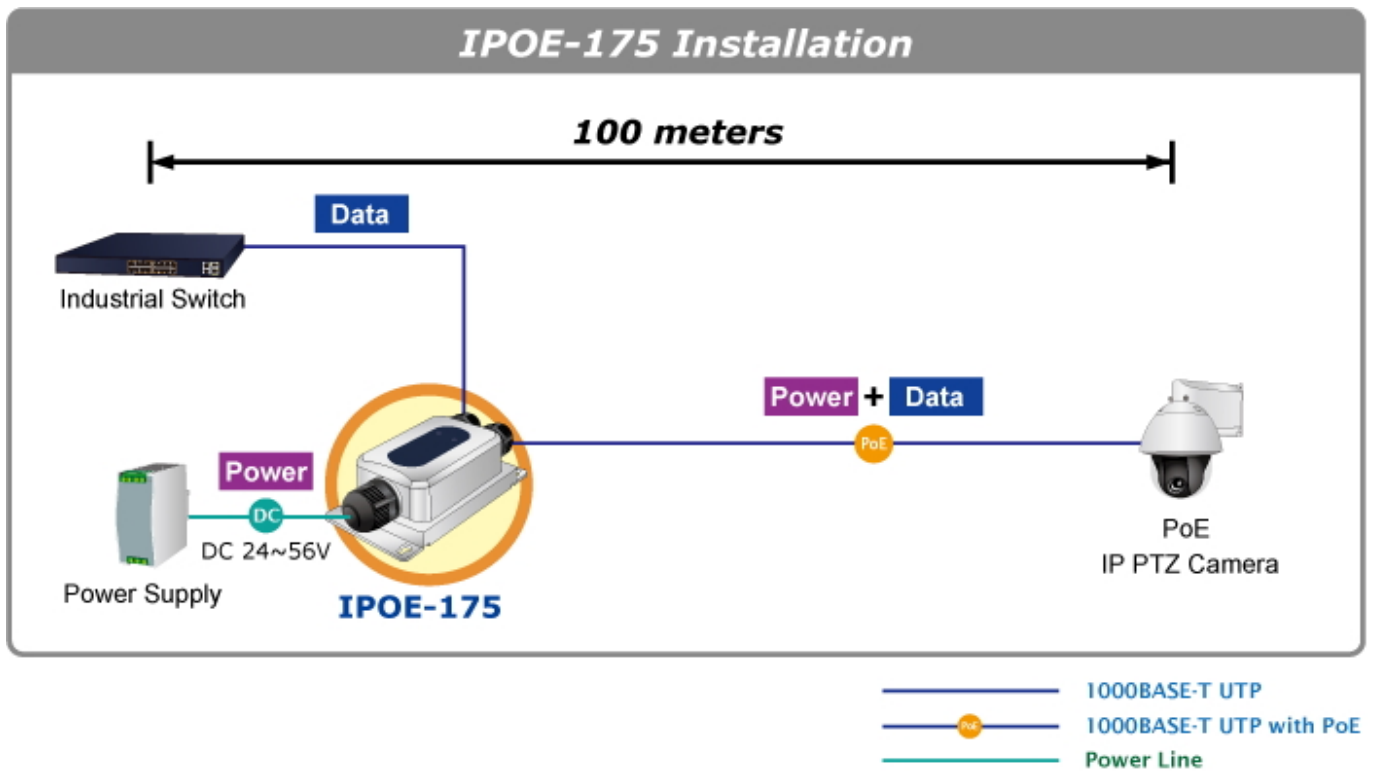 IPOE-175 Installation
100 meters
Data
Industrial Switch
Power + Data
PoE
Power
DC
DC 24~56V
Power Supply
IPOE-175
PoE
IP PTZ Camera
1000BASE-T UTP
PoE
1000BASE-T UTP with PoE
Power Line